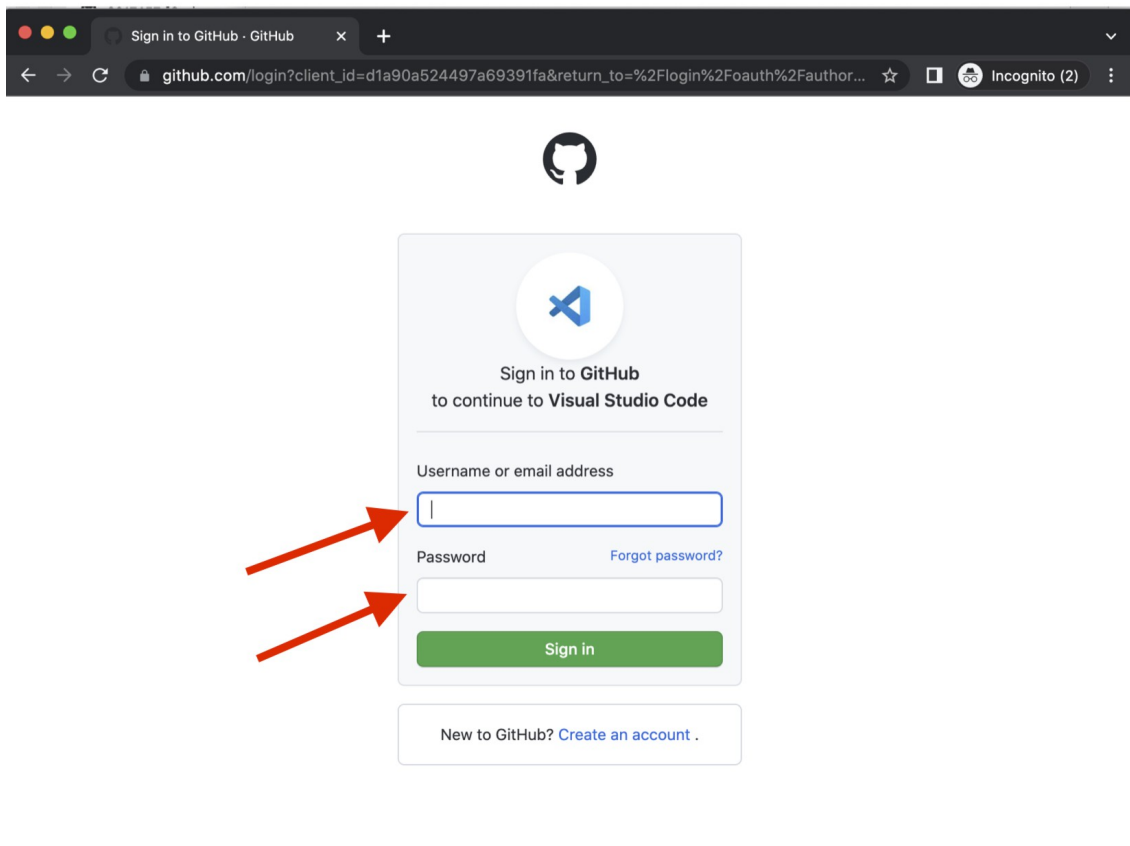 Sign in to GitHub · GitHub
github.com/login?client_id=d1a90a524497a69391fa&return_to=%2Flogin%2Foauth%2Fauthor...
Incognito (2)
Sign in to GitHub
to continue to Visual Studio Code
Username or email address
Password
Forgot password?
Sign in
New to GitHub? Create an account .